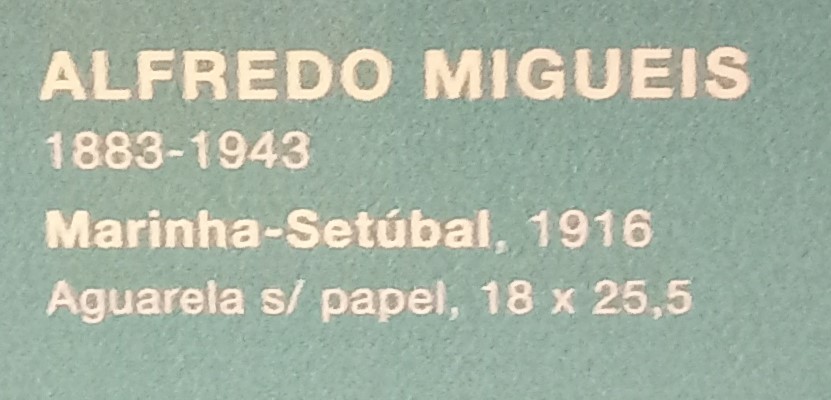 ALFREDO MIGUEIS
1883-1943
Marinha-Setúbal, 1916
Aguarela s/ papel, 18 x 25,5